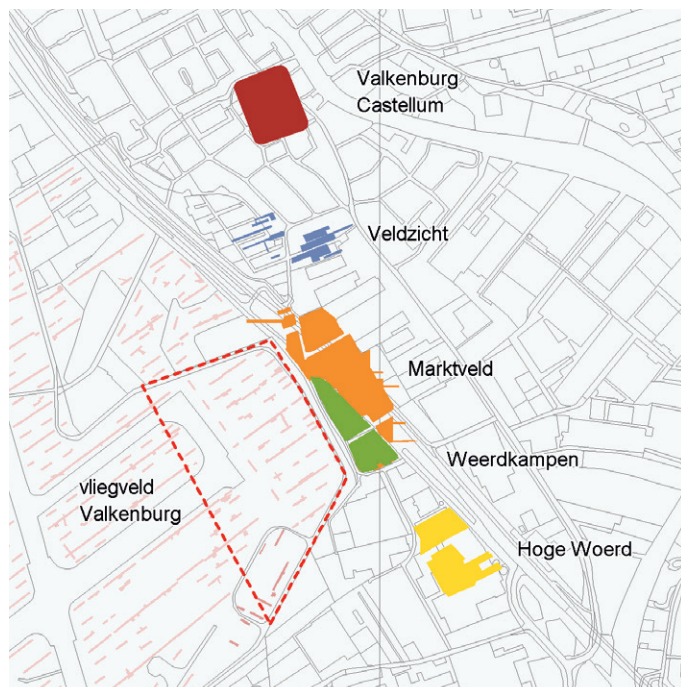 Valkenburg
Castellum
Veldzicht
Marktveld
Weerdkampen
vliegveld
Valkenburg
Hoge Woerd